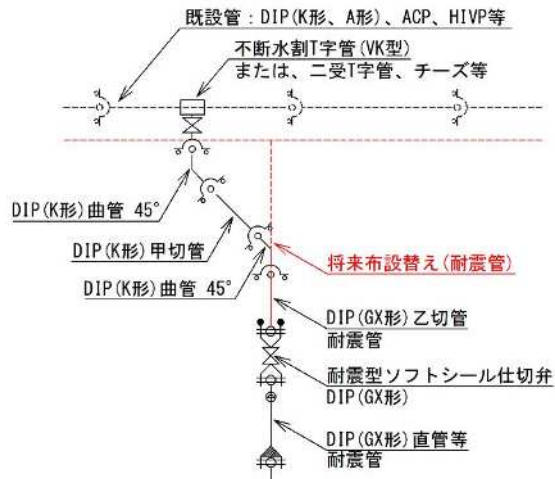 既設管：DIP(K形、A形)、ACP、HIVP等
不断水割T字管(VK型)
または、二受T字管、チーズ等
DIP(K形)曲管 45°
DIP(K形)甲切管
将来布設替え(耐震管)
DIP(K形)曲管 45°
DIP(GX形)乙切管
耐震管
耐震型ソフトシール仕切弁
DIP(GX形)
DIP(GX形)直管等
耐震管